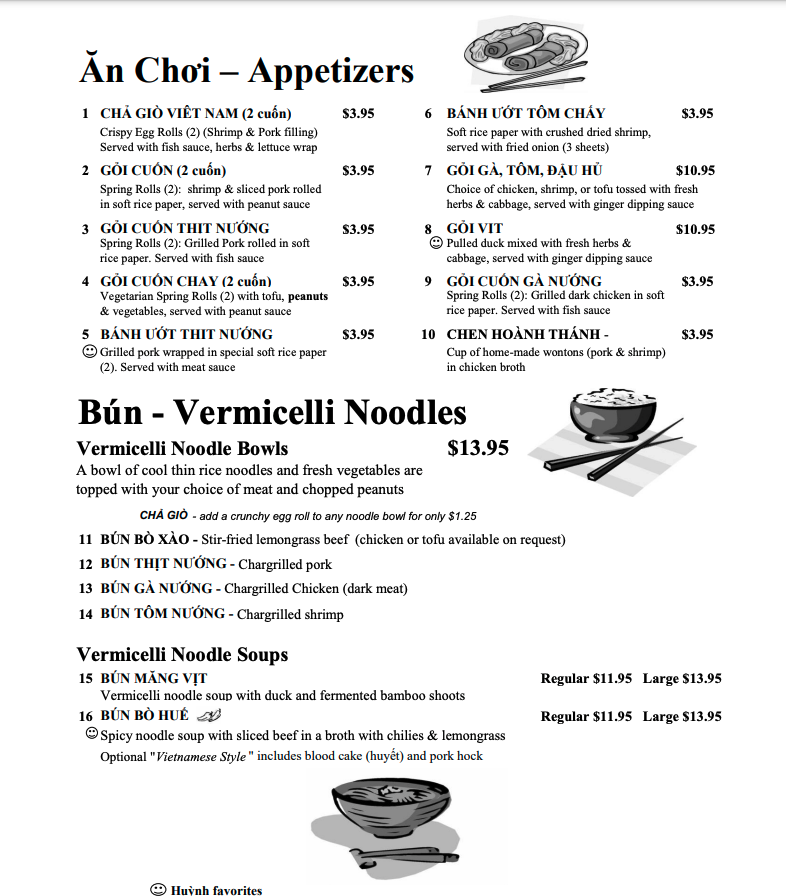 Ăn Chơi – Appetizers
1 CHẢ GIÒ VIÊT NAM (2 cuốn) $3.95
Crispy Egg Rolls (2) (Shrimp & Pork filling)
Served with fish sauce, herbs & lettuce wrap
2 GỎI CUỐN (2 cuốn) $3.95
Spring Rolls (2): shrimp & sliced pork rolled
in soft rice paper, served with peanut sauce
3 GỎI CUỐN THIT NƯỚNG $3.95
Spring Rolls (2): Grilled Pork rolled in soft
rice paper. Served with fish sauce
4 GỎI CUỐN CHAY (2 cuốn) $3.95
Vegetarian Spring Rolls (2) with tofu, peanuts
& vegetables, served with peanut sauce
5 BÁNH ƯỚT THIT NƯỚNG $3.95
Grilled pork wrapped in special soft rice paper
(2). Served with meat sauce
6 BÁNH ƯỚT TÔM CHẤY $3.95
Soft rice paper with crushed dried shrimp,
served with fried onion (3 sheets)
7 GỎI GÀ, TÔM, ĐẬU HỦ $10.95
Choice of chicken, shrimp, or tofu tossed with fresh
herbs & cabbage, served with ginger dipping sauce
8 GỎI VIT $10.95
Pulled duck mixed with fresh herbs &
cabbage, served with ginger dipping sauce
9 GỎI CUỐN GÀ NƯỚNG $3.95
Spring Rolls (2): Grilled dark chicken in soft
rice paper. Served with fish sauce
10 CHEN HOÀNH THÁNH - $3.95
Cup of home-made wontons (pork & shrimp)
in chicken broth
Bún - Vermicelli Noodles
Vermicelli Noodle Bowls $13.95
A bowl of cool thin rice noodles and fresh vegetables are
topped with your choice of meat and chopped peanuts
CHẢ GIÒ - add a crunchy egg roll to any noodle bowl for only $1.25
11 BÚN BÒ XÀO - Stir-fried lemongrass beef (chicken or tofu available on request)
12 BÚN THỊT NƯỚNG - Chargrilled pork
13 BÚN GÀ NƯỚNG - Chargrilled Chicken (dark meat)
14 BÚN TÔM NƯỚNG - Chargrilled shrimp
Vermicelli Noodle Soups
15 BÚN MĂNG VỊT Regular $11.95 Large $13.95
Vermicelli noodle soup with duck and fermented bamboo shoots
16 BÚN BÒ HUẾ Regular $11.95 Large $13.95
Spicy noodle soup with sliced beef in a broth with chilies & lemongrass
Optional "Vietnamese Style " includes blood cake (huyết) and pork hock
Huỳnh favorites